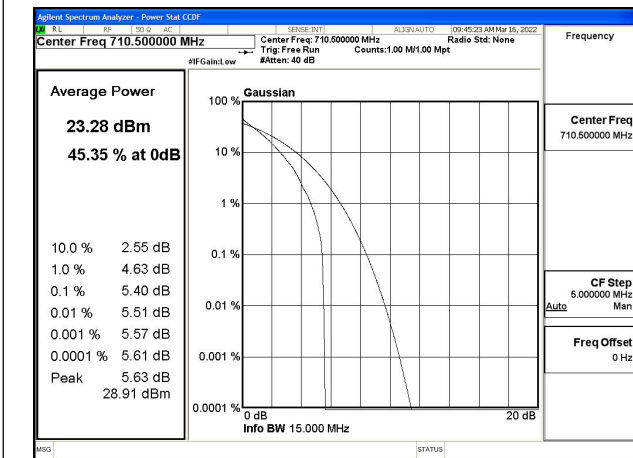 Agilent Spectrum Analyzer - Power Stat CCDF
RL RF 50 Ω AC SENSE:INT ALIGN AUTO 09:45:23 AM Mar 16, 2022
Center Freq 710.500000 MHz
Center Freq: 710.500000 MHz Radio Std: None
Trig: Free Run Counts:1.00 M/1.00 Mpt
#IFGain:Low #Atten: 40 dB
Frequency
Average Power
23.28 dBm
45.35 % at 0dB
10.0 % 2.55 dB
1.0 % 4.63 dB
0.1 % 5.40 dB
0.01 % 5.51 dB
0.001 % 5.57 dB
0.0001 % 5.61 dB
Peak 5.63 dB
28.91 dBm
Gaussian
100 %
10 %
1 %
0.1 %
0.01 %
0.001 %
0.0001 %
0 dB 20 dB
Info BW 15.000 MHz
Center Freq
710.500000 MHz
CF Step
5.000000 MHz
Auto Man
Freq Offset
0 Hz
MSG STATUS